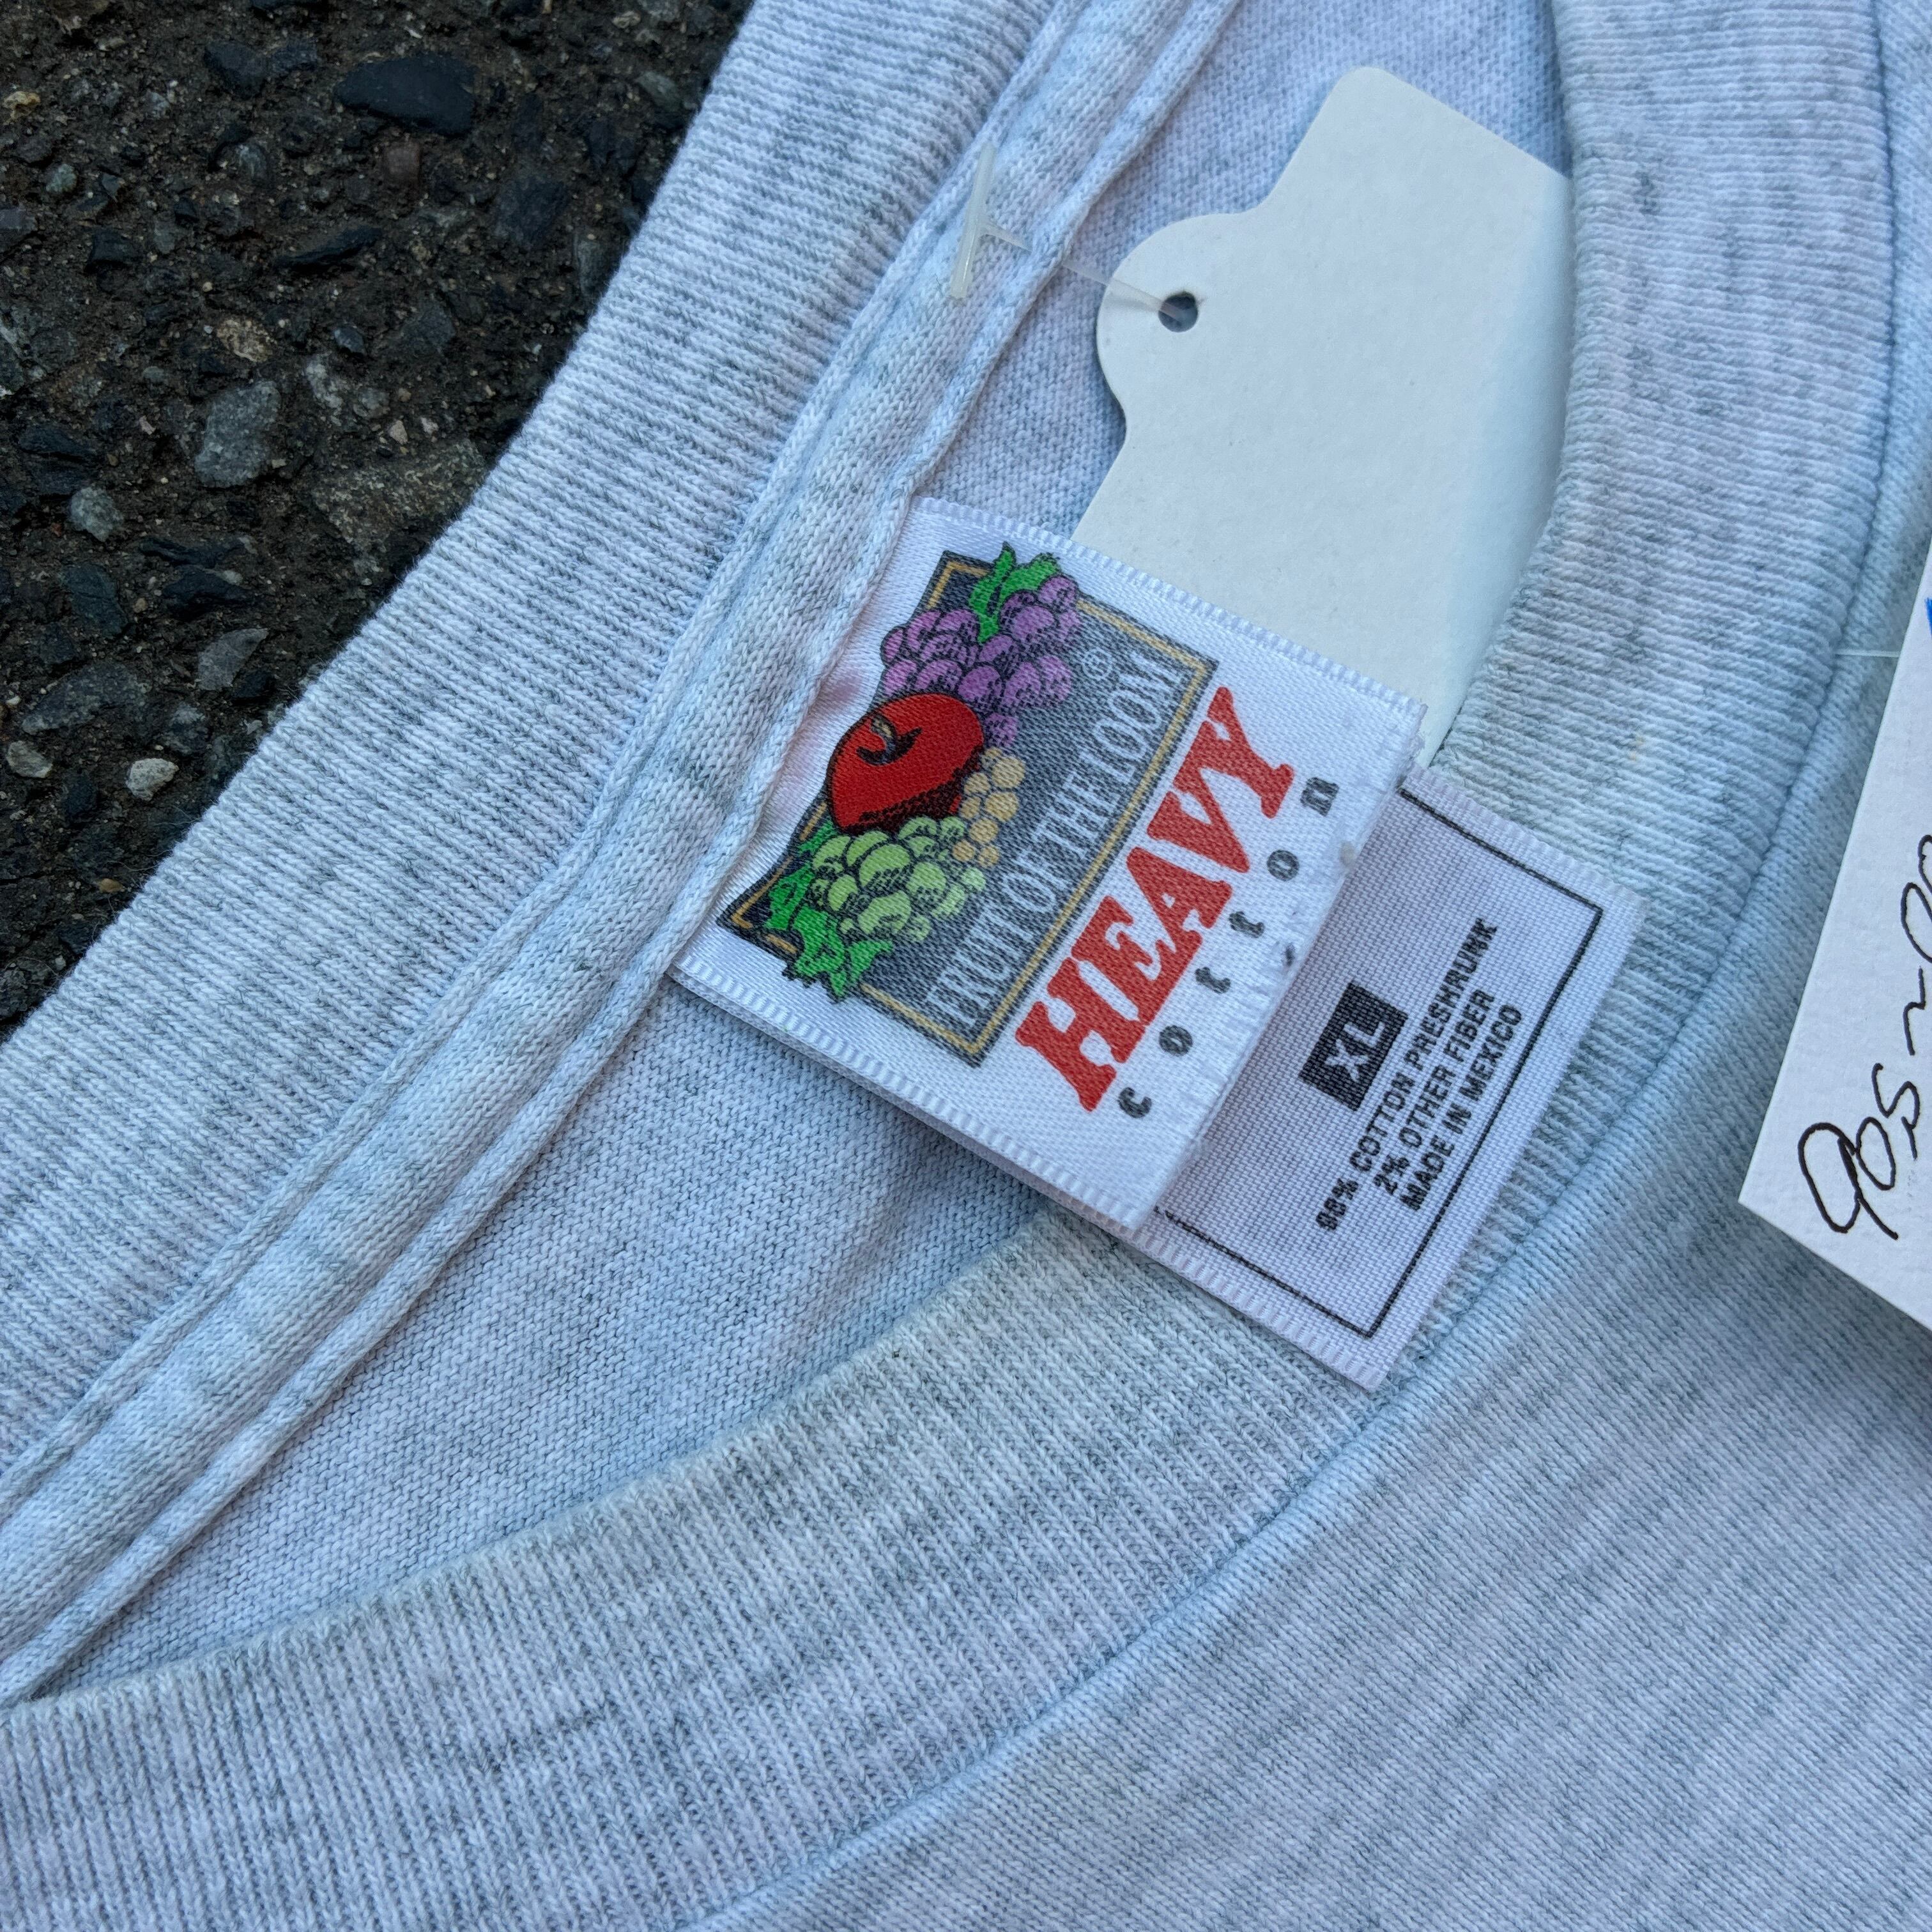 FRUIT OF THE LOOM®
HEAVY
cotton
XL
98% COTTON PRESHRUNK
2% OTHER FIBER
MADE IN MEXICO
90s